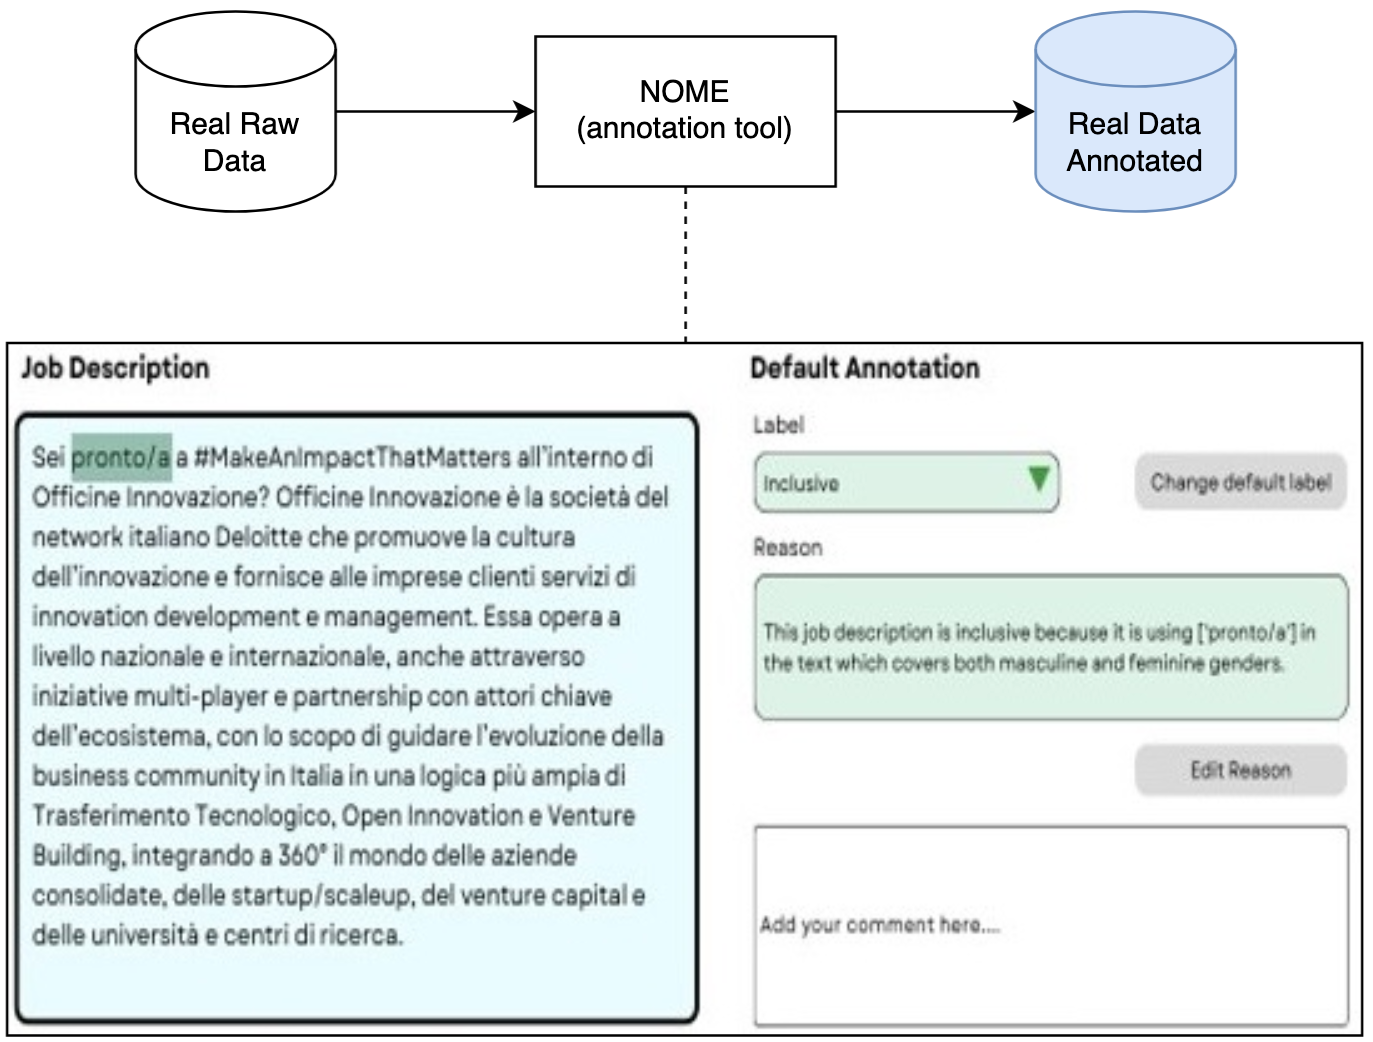 Real Raw
Data
NOME
(annotation tool)
Real Data
Annotated
Job Description
Sei pronto/a a #MakeAnImpactThatMatters all'interno di
Officine Innovazione? Officine Innovazione è la società del
network italiano Deloitte che promuove la cultura
dell'innovazione e fornisce alle imprese clienti servizi di
innovation development e management. Essa opera a
livello nazionale e internazionale, anche attraverso
iniziative multi-player e partnership con attori chiave
dell'ecosistema, con lo scopo di guidare l'evoluzione della
business community in Italia in una logica più ampia di
Trasferimento Tecnologico, Open Innovation e Venture
Building, integrando a 360° il mondo delle aziende
consolidate, delle startup/scaleup, del venture capital e
delle università e centri di ricerca.
Default Annotation
Label
Inclusive
Change default label
Reason
This job description is inclusive because it is using ['pronto/a'] in
the text which covers both masculine and feminine genders.
Edit Reason
Add your comment here....